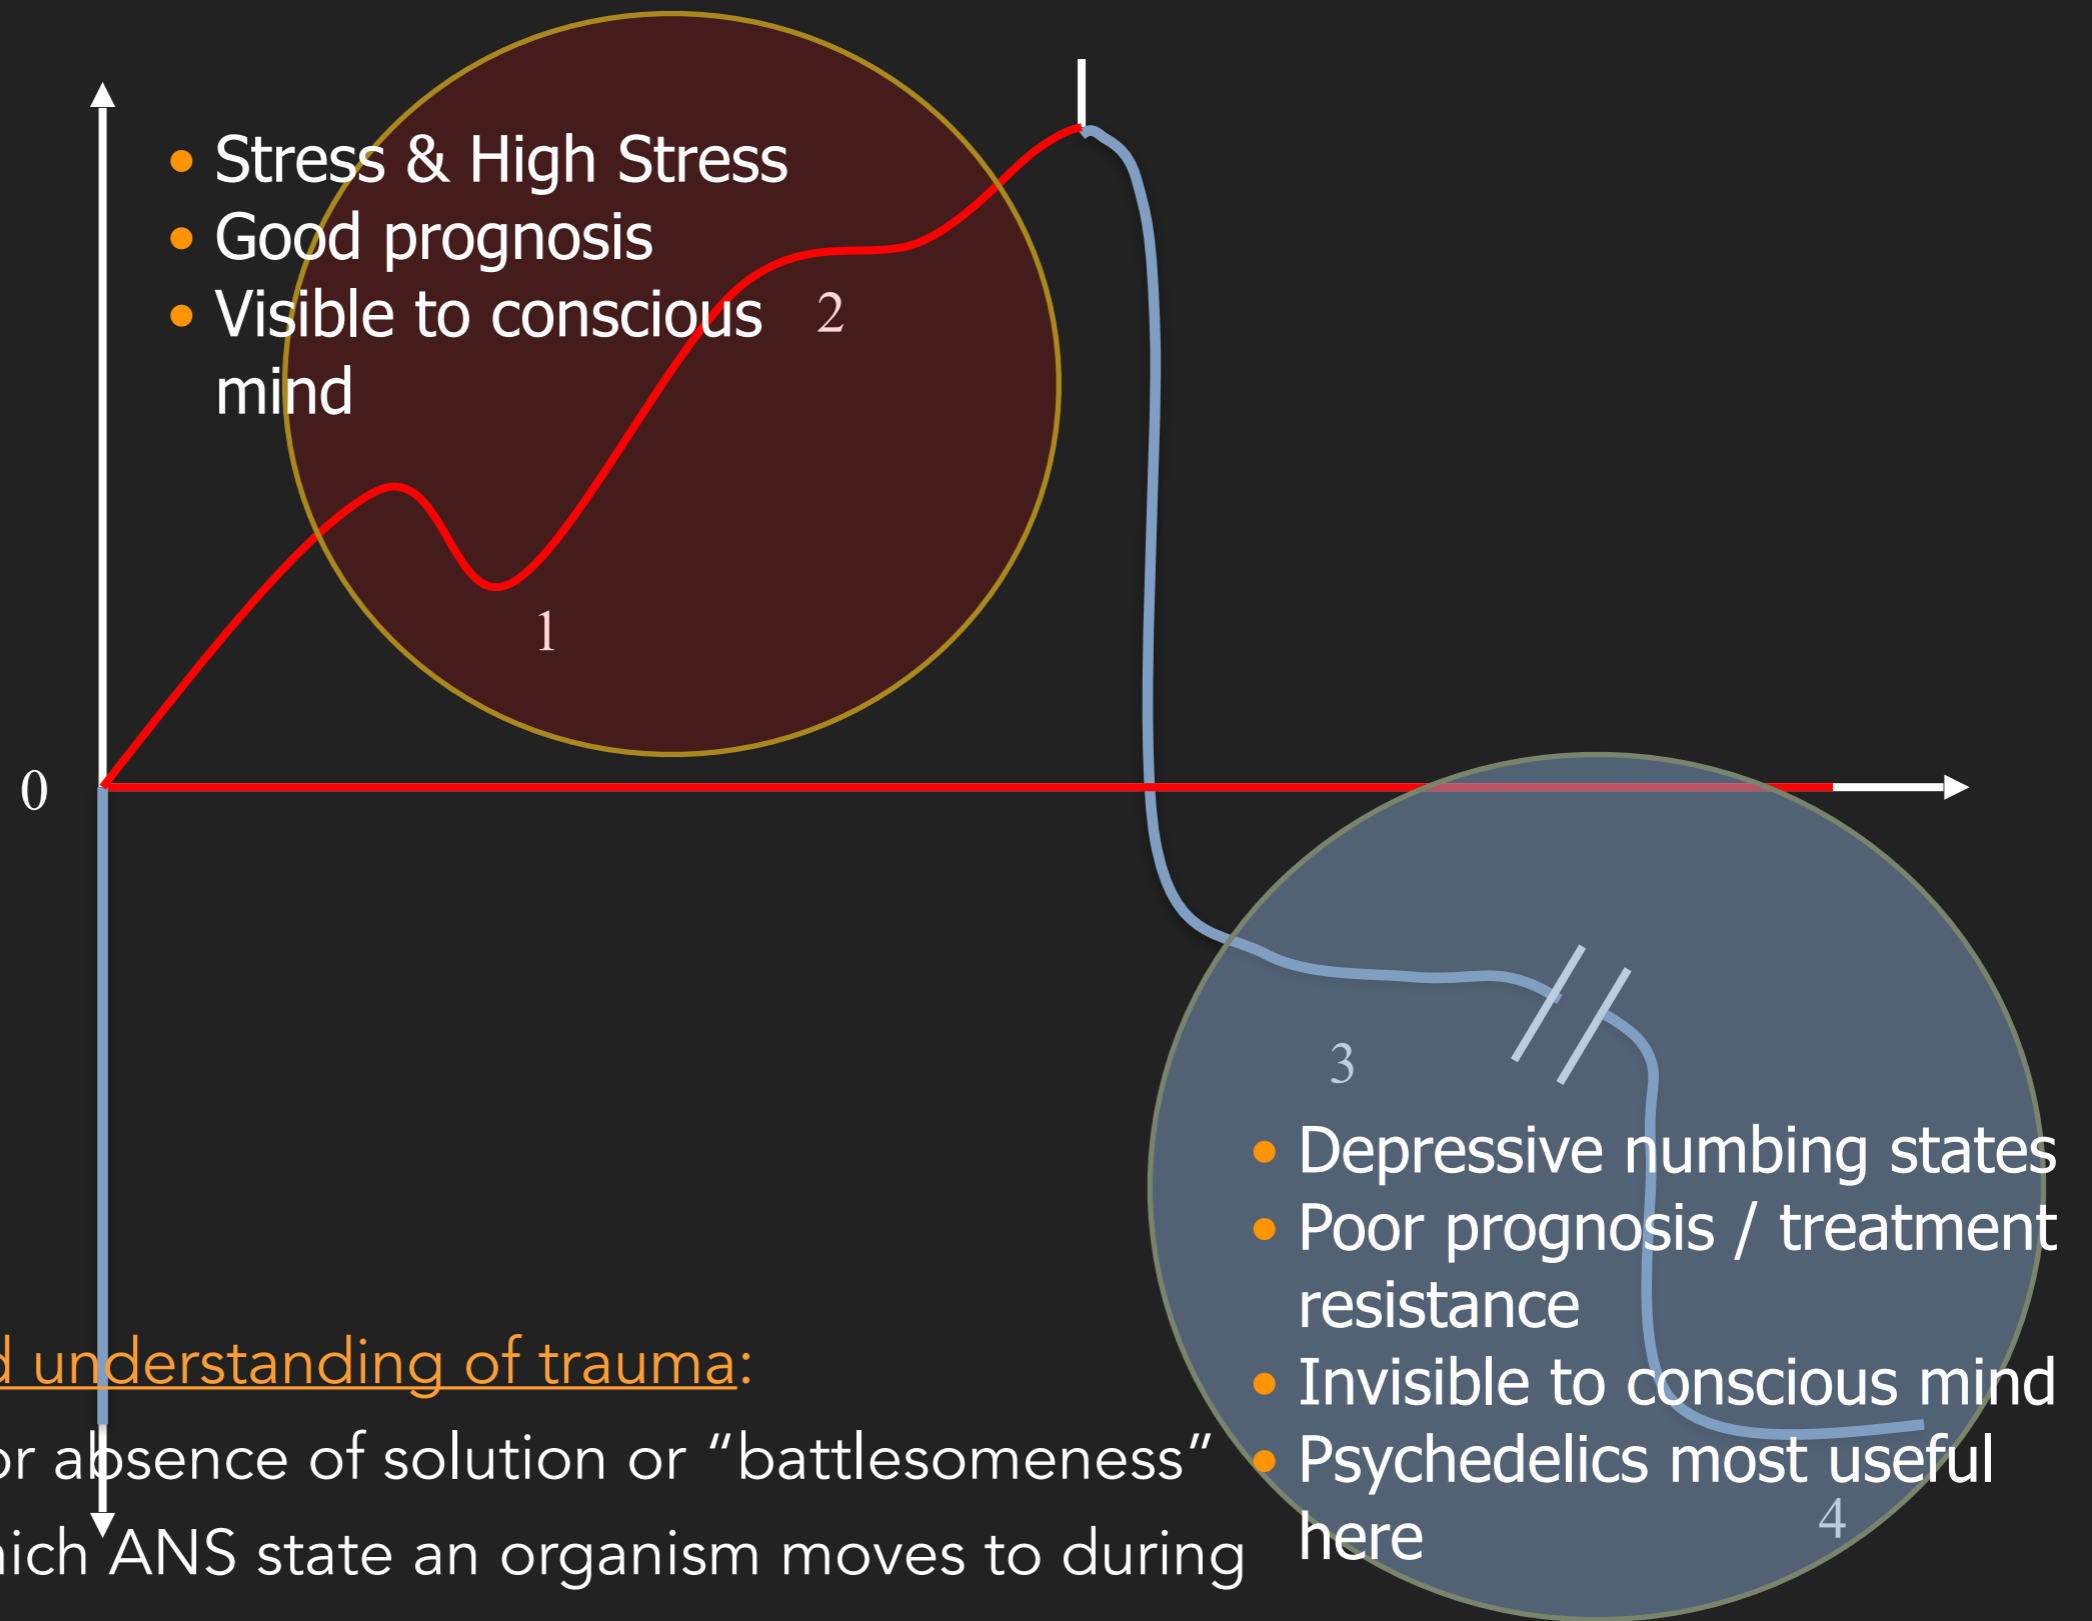 • Stress & High Stress
• Good prognosis
• Visible to conscious
mind
2
1
0
3
• Depressive numbing states
• Poor prognosis / treatment
resistance
• Invisible to conscious mind
• Psychedelics most useful
here
4
understanding of trauma:
or absence of solution or “battlesomeness”
ANS state an organism moves to during